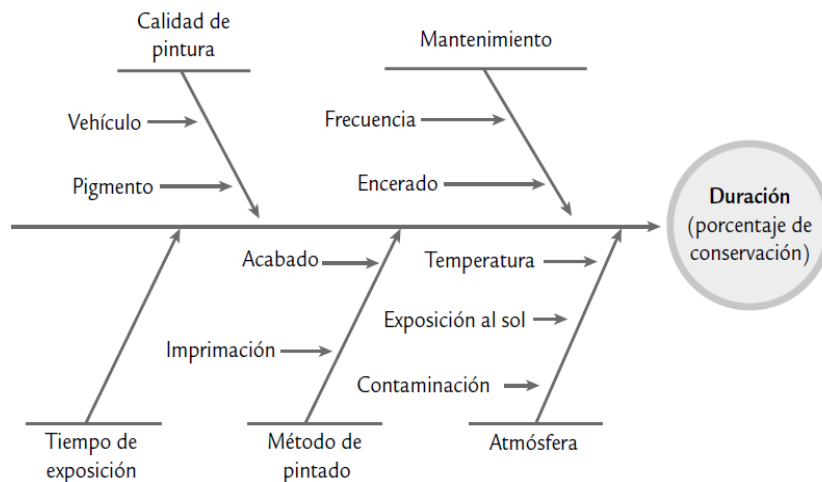 Calidad de
pintura
Mantenimiento
Vehículo
Frecuencia
Pigmento
Encerado
Duración
(porcentaje de
conservación)
Acabado
Temperatura
Exposición al sol
Imprimación
Contaminación
Tiempo de
exposición
Método de
pintado
Atmósfera